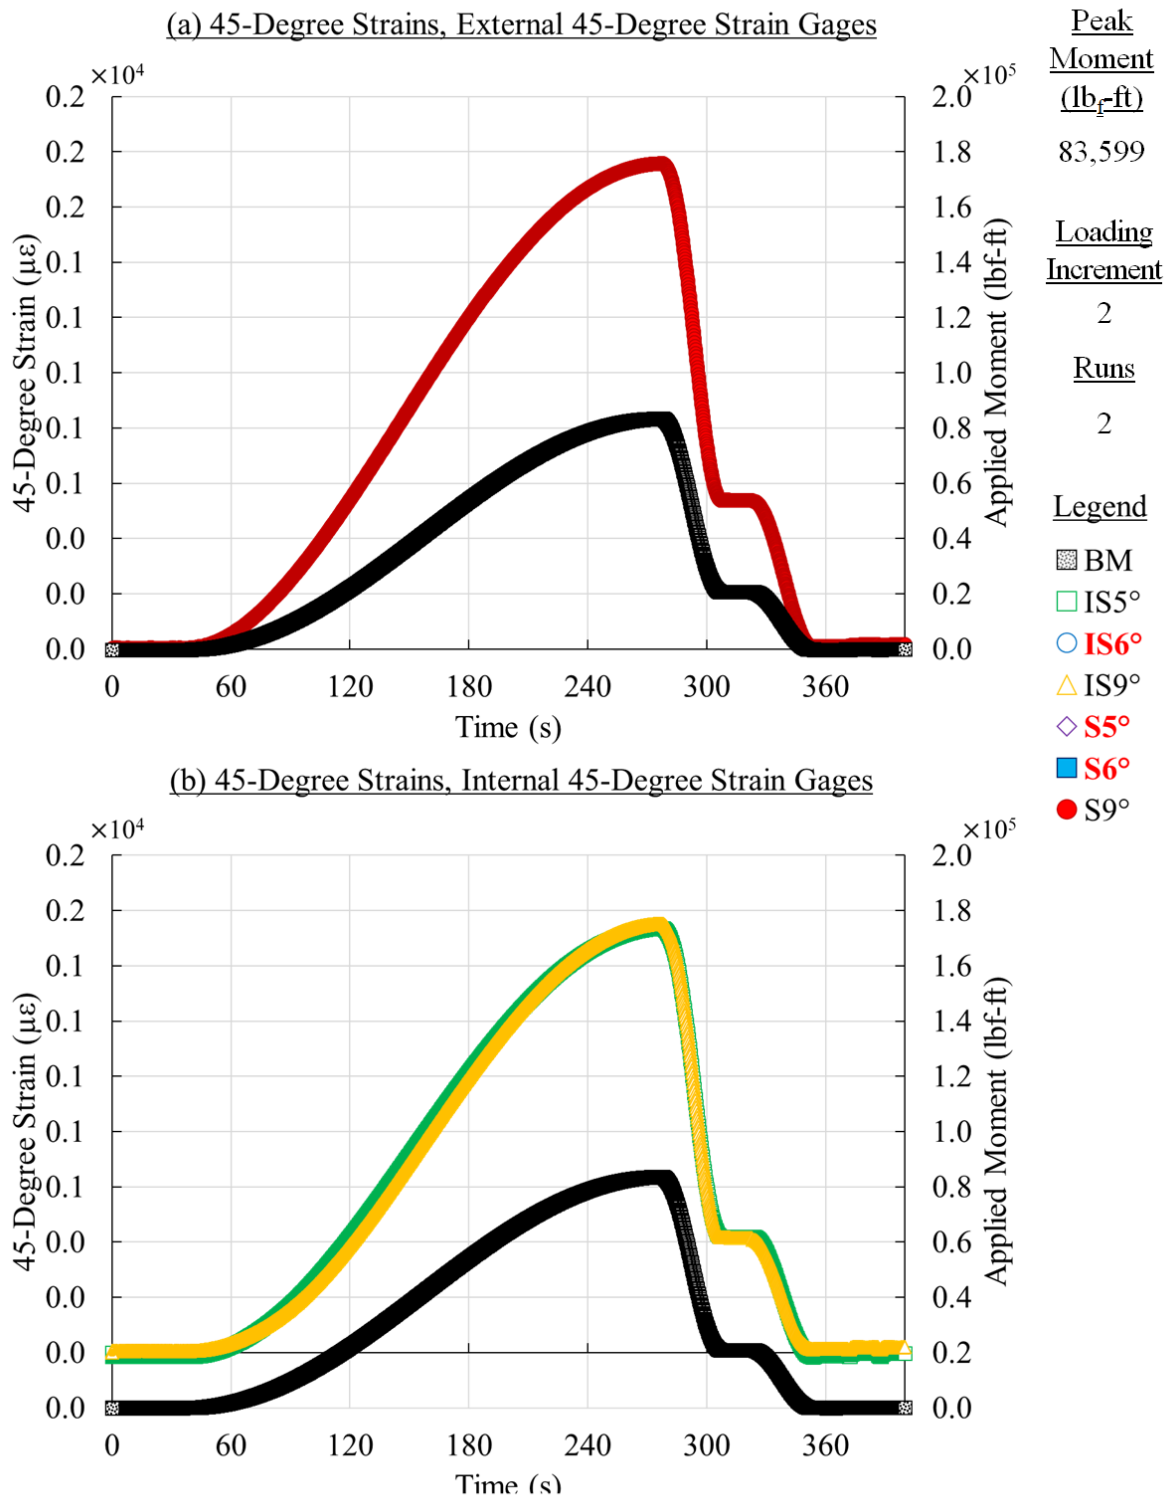 (a) 45-Degree Strains, External 45-Degree Strain Gages
×10⁴
×10⁵
0.2
0.2
0.2
0.1
0.1
0.1
0.1
0.1
0.0
0.0
0.0
45-Degree Strain (με)
2.0
1.8
1.6
1.4
1.2
1.0
0.8
0.6
0.4
0.2
0.0
Applied Moment (lbf-ft)
0 60 120 180 240 300 360
Time (s)
(b) 45-Degree Strains, Internal 45-Degree Strain Gages
×10⁴
×10⁵
0.2
0.2
0.1
0.1
0.1
0.1
0.1
0.0
0.0
0.0
0.0
45-Degree Strain (με)
2.0
1.8
1.6
1.4
1.2
1.0
0.8
0.6
0.4
0.2
0.0
Applied Moment (lbf-ft)
0 60 120 180 240 300 360
Time (s)
Peak
Moment
(lbf-ft)
83,599
Loading
Increment
2
Runs
2
Legend
BM
IS5°
IS6°
IS9°
S5°
S6°
S9°